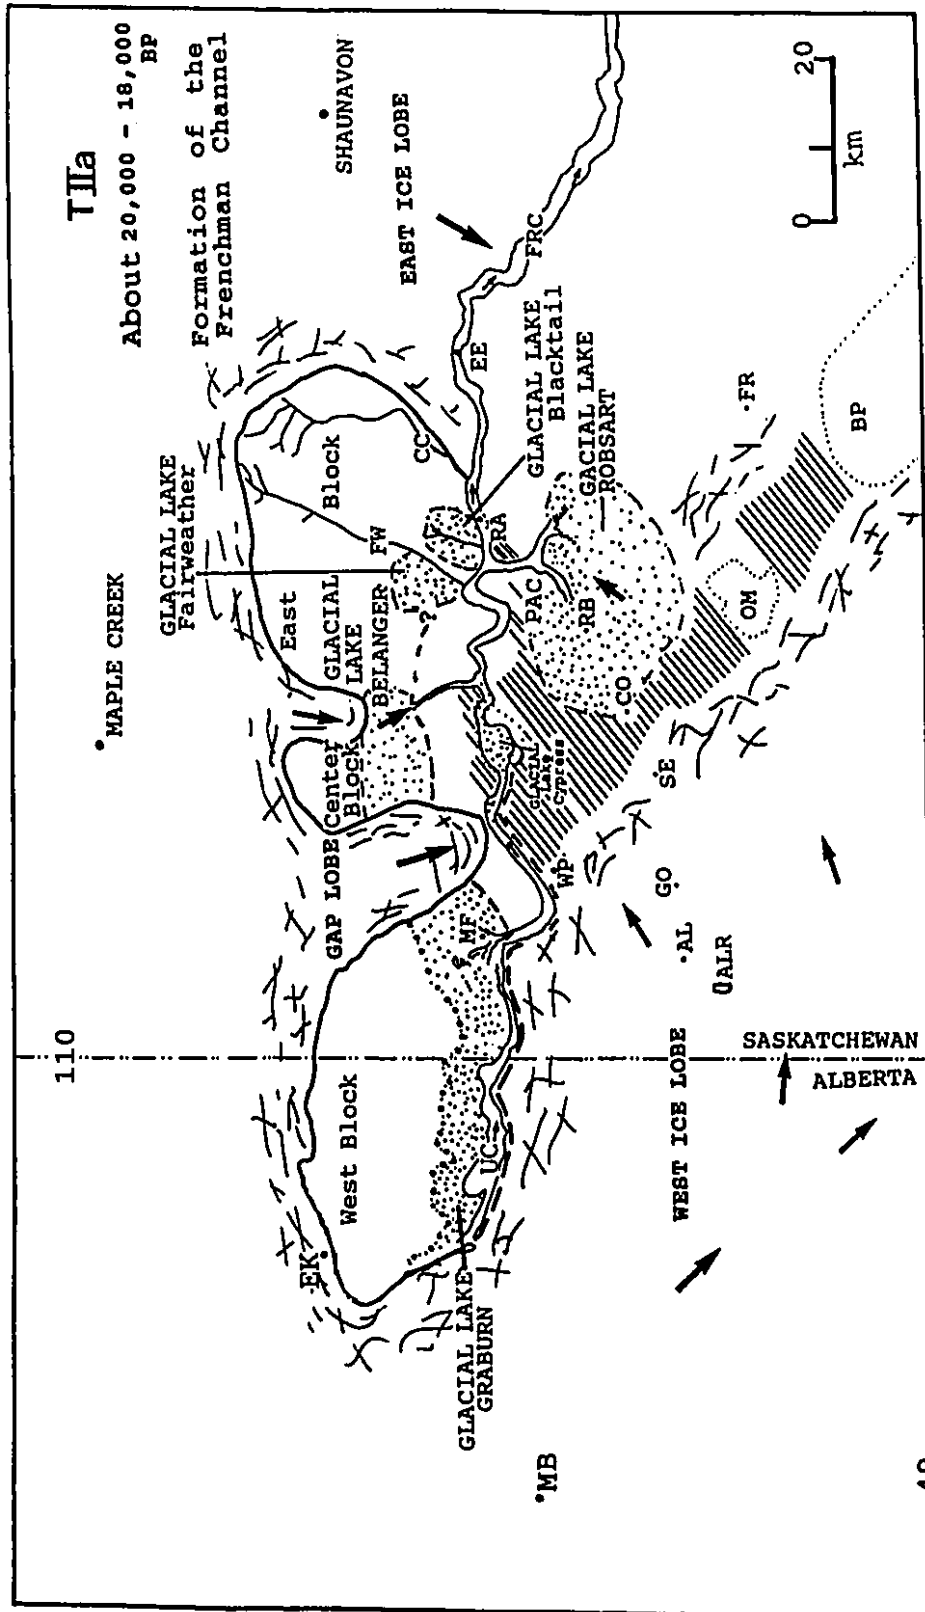 TIIa
About 20,000 - 18,000
BP
Formation of the
Frenchman Channel
110
MAPLE CREEK
SHAUNAVON
GLACIAL LAKE
Fairweather
EAST ICE LOBE
East
Block
GLACIAL
LAKE
BELANGER
Center
Block
GAP LOBE
West Block
EK
FW
CC
EE
FRC
GLACIAL LAKE
Blacktail
GACIAL LAKE
ROBSART
RA
PAC
RB
CO
GLACIAL
Lake
Cypress
?
MF
WP
UC
GLACIAL LAKE
GRABURN
MB
SE
GO
AL
ALR
OM
FR
BP
WEST ICE LOBE
SASKATCHEWAN
ALBERTA
0
20
km